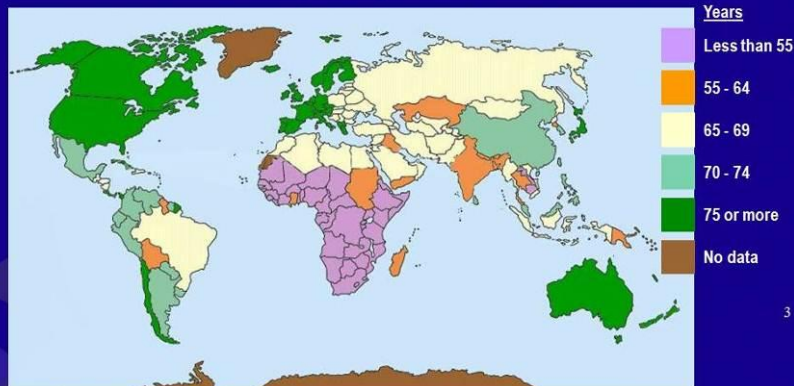 Years
Less than 55
55 - 64
65 - 69
70 - 74
75 or more
No data
3